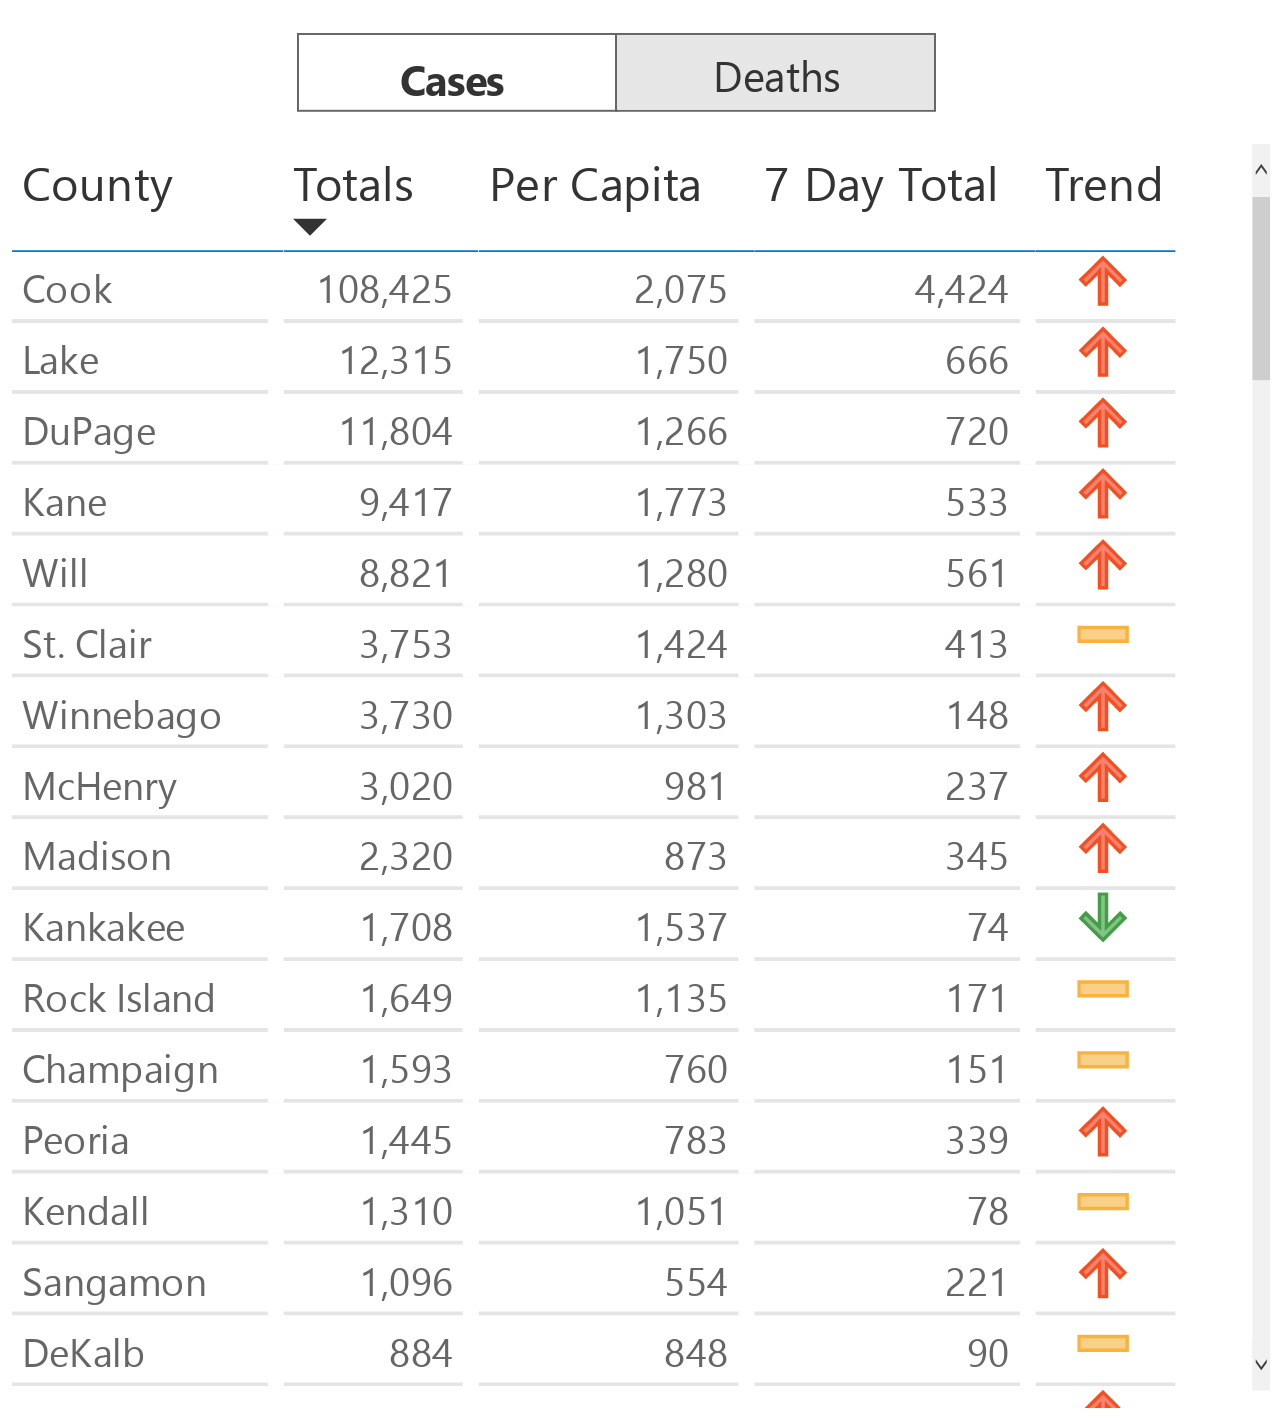 Cases Deaths
County Totals Per Capita 7 Day Total Trend
Cook 108,425 2,075 4,424
Lake 12,315 1,750 666
DuPage 11,804 1,266 720
Kane 9,417 1,773 533
Will 8,821 1,280 561
St. Clair 3,753 1,424 413
Winnebago 3,730 1,303 148
McHenry 3,020 981 237
Madison 2,320 873 345
Kankakee 1,708 1,537 74
Rock Island 1,649 1,135 171
Champaign 1,593 760 151
Peoria 1,445 783 339
Kendall 1,310 1,051 78
Sangamon 1,096 554 221
DeKalb 884 848 90